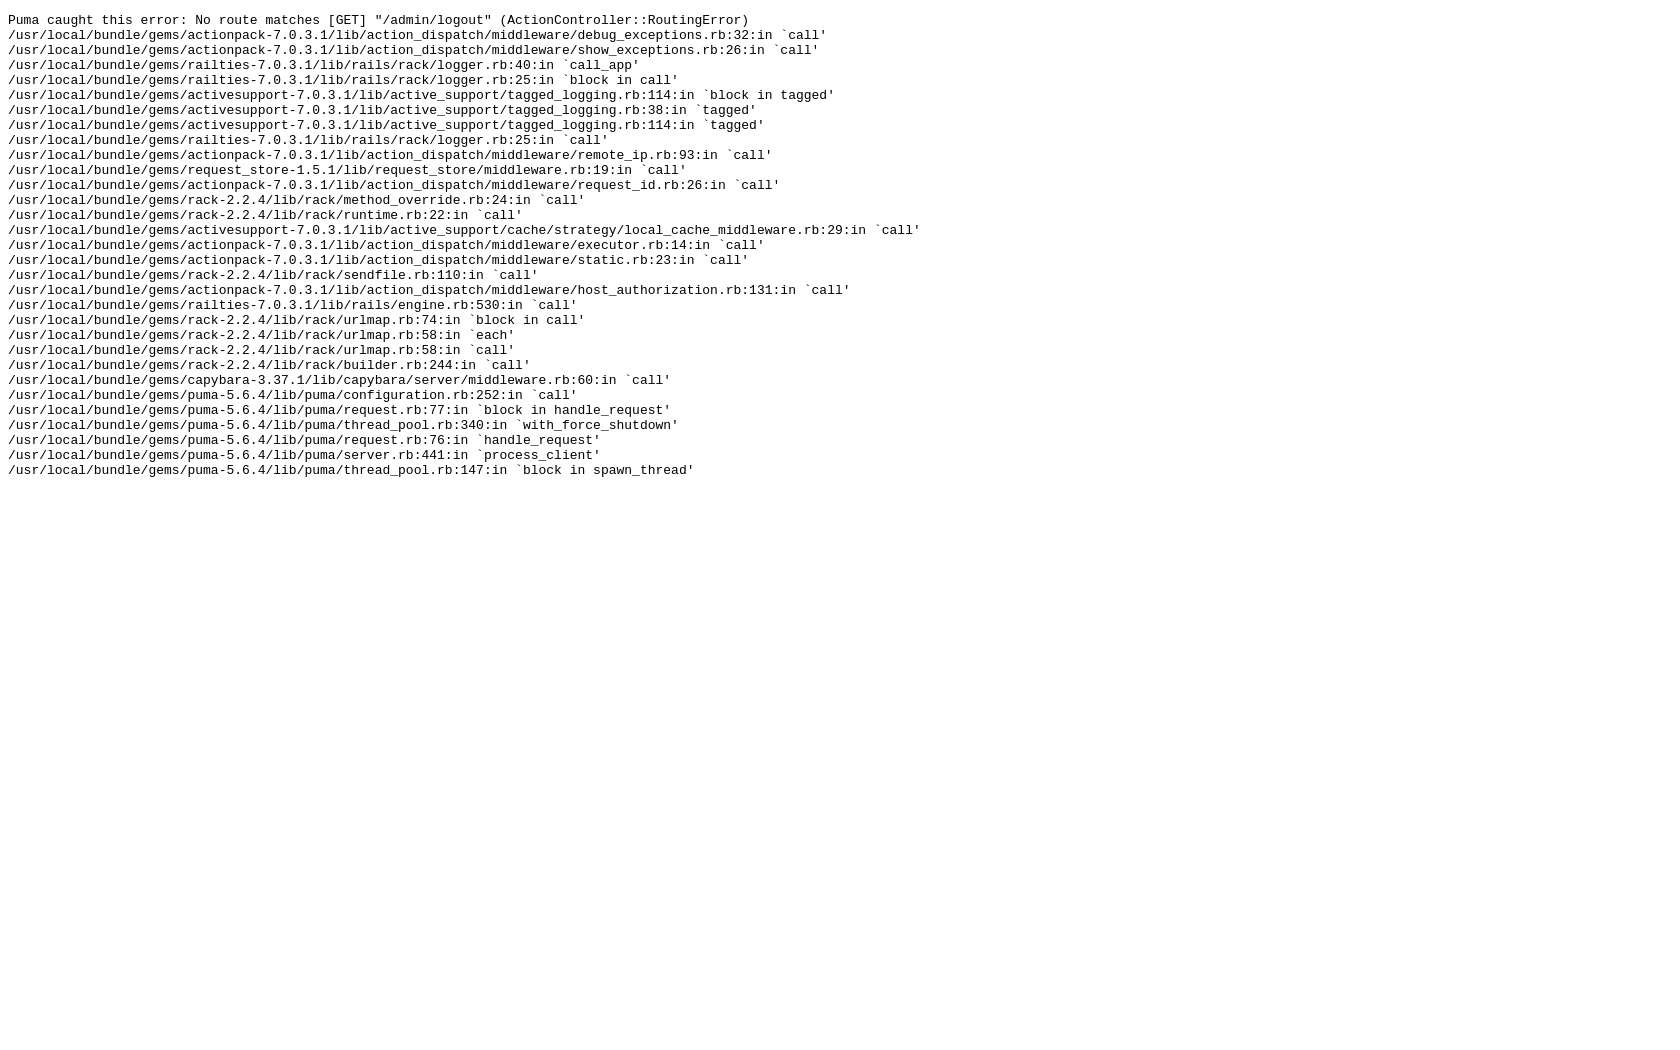 Puma caught this error: No route matches [GET] "/admin/logout" (ActionController::RoutingError)
/usr/local/bundle/gems/actionpack-7.0.3.1/lib/action_dispatch/middleware/debug_exceptions.rb:32:in `call'
/usr/local/bundle/gems/actionpack-7.0.3.1/lib/action_dispatch/middleware/show_exceptions.rb:26:in `call'
/usr/local/bundle/gems/railties-7.0.3.1/lib/rails/rack/logger.rb:40:in `call_app'
/usr/local/bundle/gems/railties-7.0.3.1/lib/rails/rack/logger.rb:25:in `block in call'
/usr/local/bundle/gems/activesupport-7.0.3.1/lib/active_support/tagged_logging.rb:114:in `block in tagged'
/usr/local/bundle/gems/activesupport-7.0.3.1/lib/active_support/tagged_logging.rb:38:in `tagged'
/usr/local/bundle/gems/activesupport-7.0.3.1/lib/active_support/tagged_logging.rb:114:in `tagged'
/usr/local/bundle/gems/railties-7.0.3.1/lib/rails/rack/logger.rb:25:in `call'
/usr/local/bundle/gems/actionpack-7.0.3.1/lib/action_dispatch/middleware/remote_ip.rb:93:in `call'
/usr/local/bundle/gems/request_store-1.5.1/lib/request_store/middleware.rb:19:in `call'
/usr/local/bundle/gems/actionpack-7.0.3.1/lib/action_dispatch/middleware/request_id.rb:26:in `call'
/usr/local/bundle/gems/rack-2.2.4/lib/rack/method_override.rb:24:in `call'
/usr/local/bundle/gems/rack-2.2.4/lib/rack/runtime.rb:22:in `call'
/usr/local/bundle/gems/activesupport-7.0.3.1/lib/active_support/cache/strategy/local_cache_middleware.rb:29:in `call'
/usr/local/bundle/gems/actionpack-7.0.3.1/lib/action_dispatch/middleware/executor.rb:14:in `call'
/usr/local/bundle/gems/actionpack-7.0.3.1/lib/action_dispatch/middleware/static.rb:23:in `call'
/usr/local/bundle/gems/rack-2.2.4/lib/rack/sendfile.rb:110:in `call'
/usr/local/bundle/gems/actionpack-7.0.3.1/lib/action_dispatch/middleware/host_authorization.rb:131:in `call'
/usr/local/bundle/gems/railties-7.0.3.1/lib/rails/engine.rb:530:in `call'
/usr/local/bundle/gems/rack-2.2.4/lib/rack/urlmap.rb:74:in `block in call'
/usr/local/bundle/gems/rack-2.2.4/lib/rack/urlmap.rb:58:in `each'
/usr/local/bundle/gems/rack-2.2.4/lib/rack/urlmap.rb:58:in `call'
/usr/local/bundle/gems/rack-2.2.4/lib/rack/builder.rb:244:in `call'
/usr/local/bundle/gems/capybara-3.37.1/lib/capybara/server/middleware.rb:60:in `call'
/usr/local/bundle/gems/puma-5.6.4/lib/puma/configuration.rb:252:in `call'
/usr/local/bundle/gems/puma-5.6.4/lib/puma/request.rb:77:in `block in handle_request'
/usr/local/bundle/gems/puma-5.6.4/lib/puma/thread_pool.rb:340:in `with_force_shutdown'
/usr/local/bundle/gems/puma-5.6.4/lib/puma/request.rb:76:in `handle_request'
/usr/local/bundle/gems/puma-5.6.4/lib/puma/server.rb:441:in `process_client'
/usr/local/bundle/gems/puma-5.6.4/lib/puma/thread_pool.rb:147:in `block in spawn_thread'